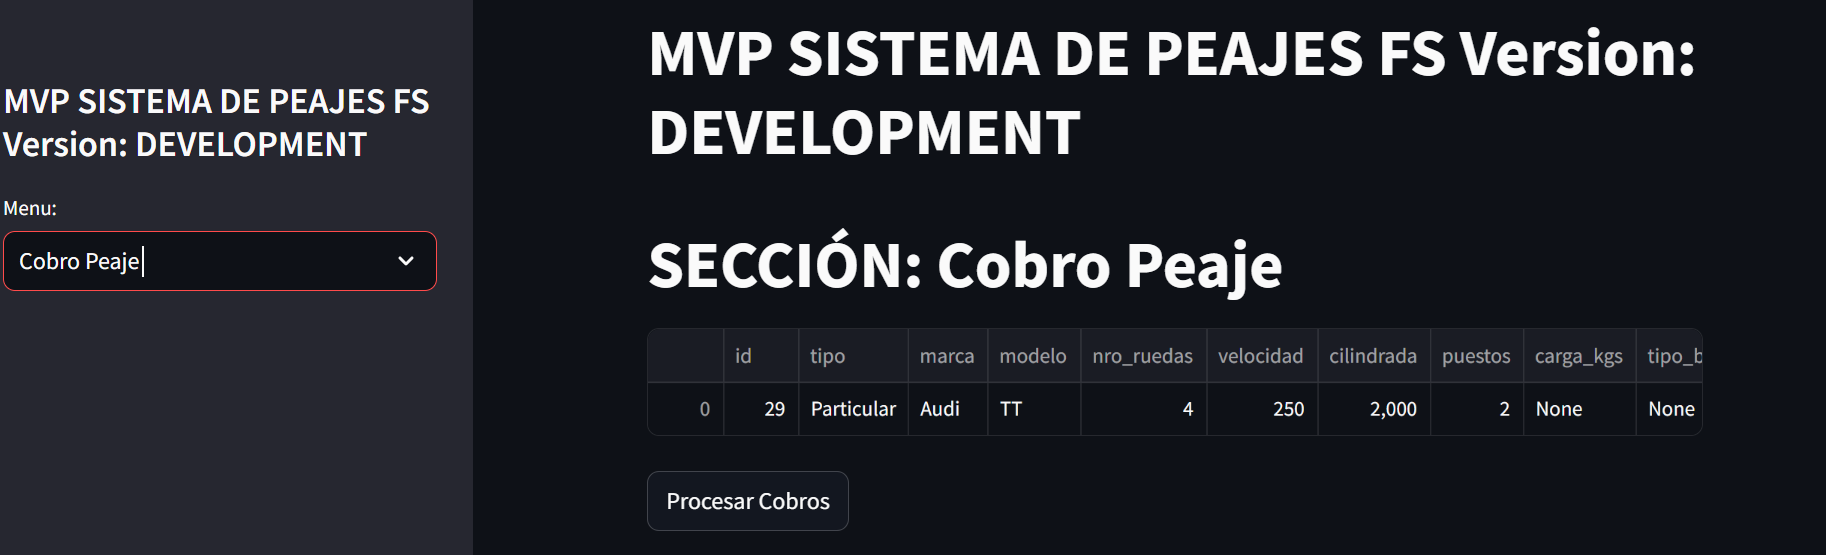 MVP SISTEMA DE PEAJES FS
Version: DEVELOPMENT
Menu:
Cobro Peaje
MVP SISTEMA DE PEAJES FS Version:
DEVELOPMENT
SECCIÓN: Cobro Peaje
id tipo marca modelo nro_ruedas velocidad cilindrada puestos carga_kgs tipo_b
0 29 Particular Audi TT 4 250 2,000 2 None None
Procesar Cobros